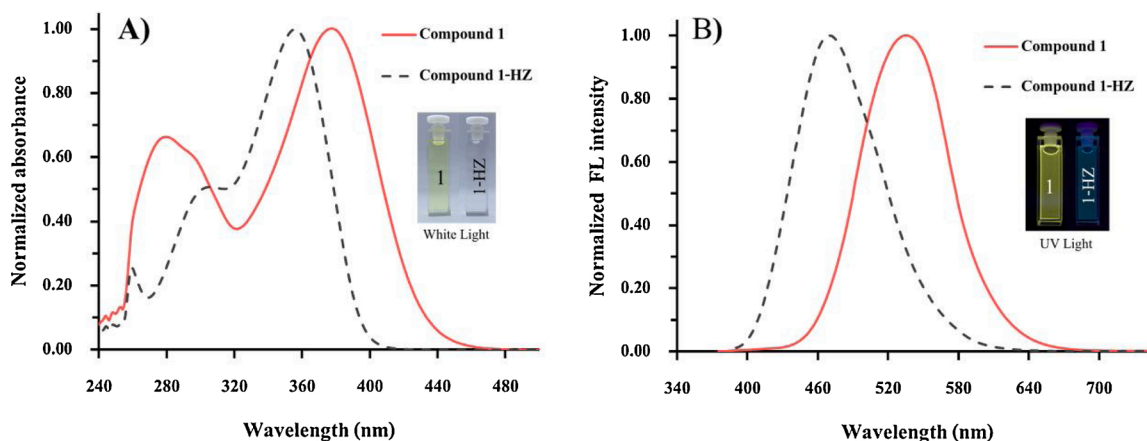 A)
Normalized absorbance
1.00
0.80
0.60
0.40
0.20
0.00
240 280 320 360 400 440 480
Wavelength (nm)
Compound 1
Compound 1-HZ
1
1-HZ
White Light
B)
Normalized FL intensity
1.00
0.80
0.60
0.40
0.20
0.00
340 400 460 520 580 640 700
Wavelength (nm)
Compound 1
Compound 1-HZ
1
1-HZ
UV Light